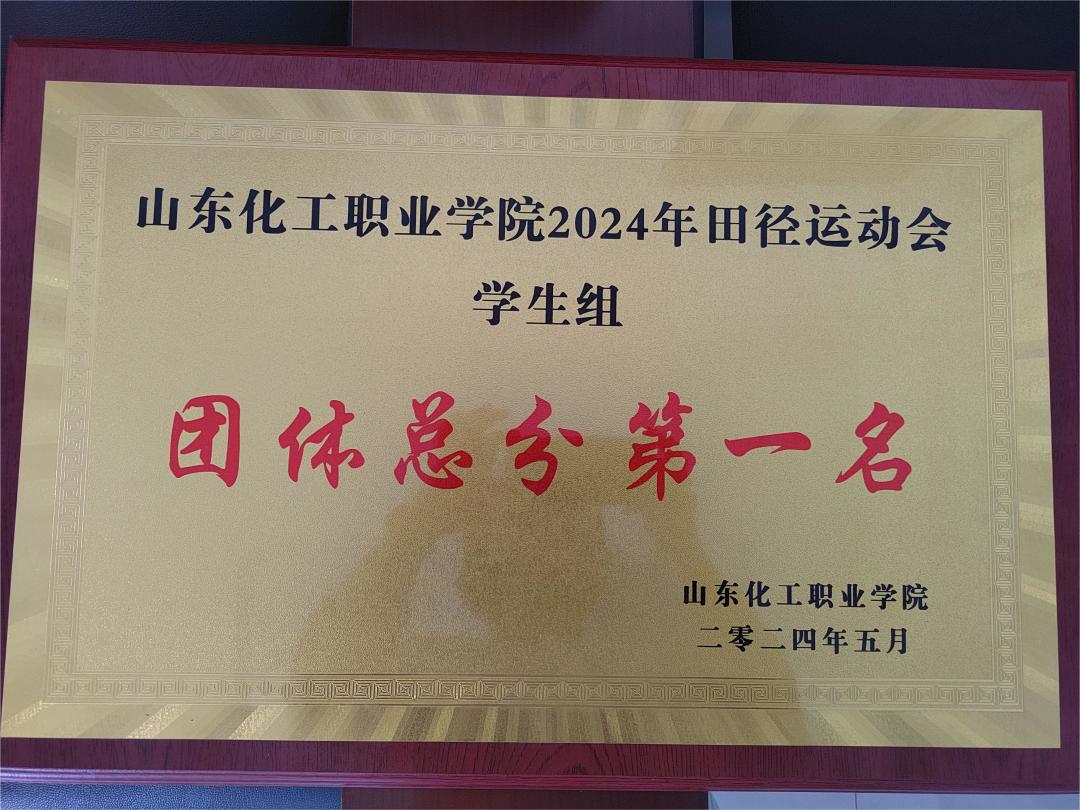 山东化工职业学院2024年田径运动会
学生组
团体总分第一名
山东化工职业学院
二零二四年五月